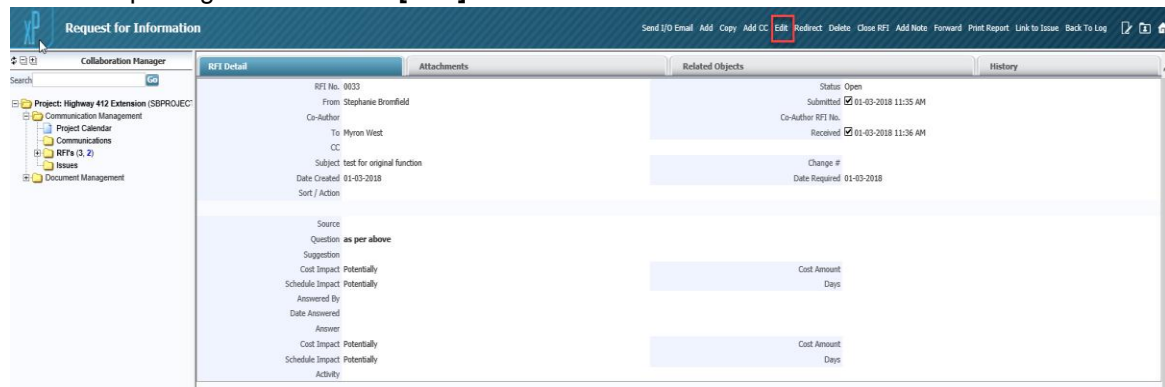 xP Request for Information Send I/O Email Add Copy Add CC Edit Redirect Delete Close RFI Add Note Forward Print Report Link to Issue Back To Log
Collaboration Manager
RFI Detail Attachments Related Objects History
Search Go
Project: Highway 412 Extension (SBPROJEC
Communication Management
Project Calendar
Communications
RFI's (3, 2)
Issues
Document Management
RFI No. 0033 Status Open
From Stephanie Bromfield Submitted 01-03-2018 11:35 AM
Co-Author Co-Author RFI No.
To Myron West Received 01-03-2018 11:36 AM
CC
Subject test for original function Change #
Date Created 01-03-2018 Date Required 01-03-2018
Sort / Action
Source
Question as per above
Suggestion
Cost Impact Potentially Cost Amount
Schedule Impact Potentially Days
Answered By
Date Answered
Answer
Cost Impact Potentially Cost Amount
Schedule Impact Potentially Days
Activity